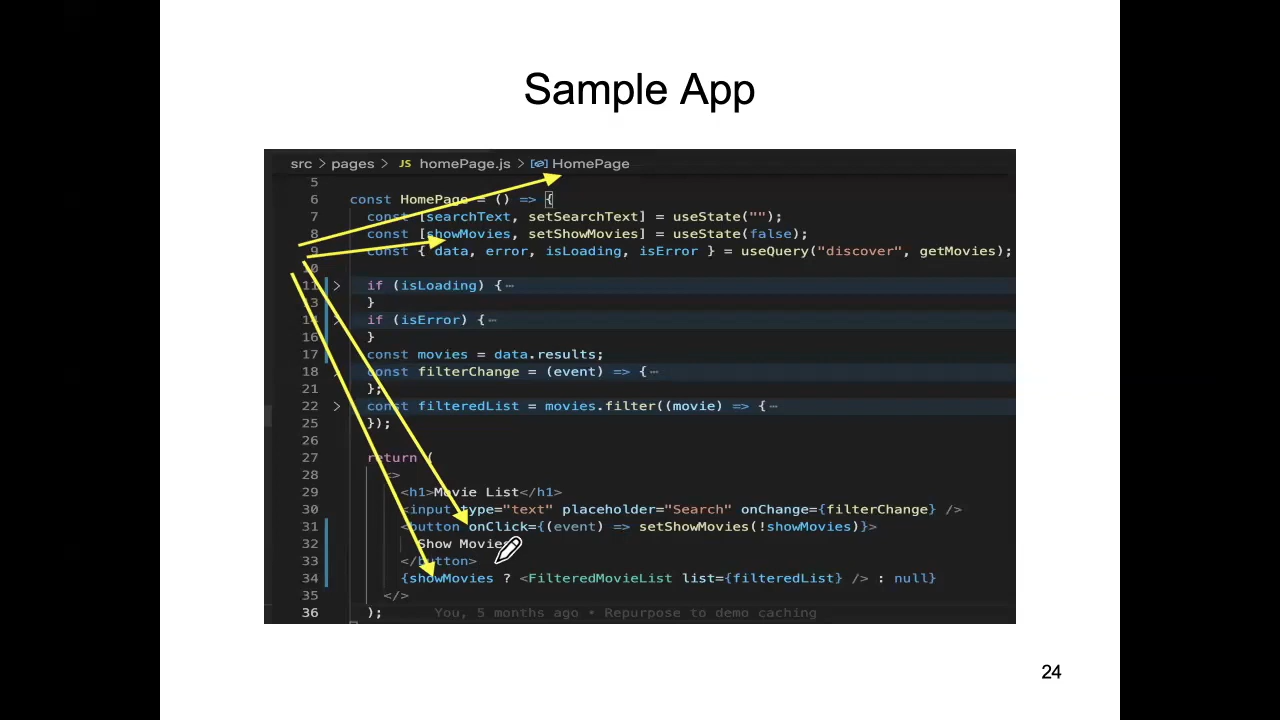 Sample App
src > pages > JS homePage.js > HomePage
5
6 const HomePage = () => {
7 const [searchText, setSearchText] = useState("");
8 const [showMovies, setShowMovies] = useState(false);
9 const { data, error, isLoading, isError } = useQuery("discover", getMovies);
10
11 > if (isLoading) { ⋯
13 }
14 > if (isError) { ⋯
16 }
17 const movies = data.results;
18 > const filterChange = (event) => { ⋯
21 };
22 > const filteredList = movies.filter((movie) => { ⋯
25 });
26
27 return (
28 <>
29 <h1>Movie List</h1>
30 <input type="text" placeholder="Search" onChange={filterChange} />
31 <button onClick={(event) => setShowMovies(!showMovies)}>
32 Show Movies
33 </button>
34 {showMovies ? <FilteredMovieList list={filteredList} /> : null}
35 </>
36 ); You, 5 months ago • Repurpose to demo caching
24